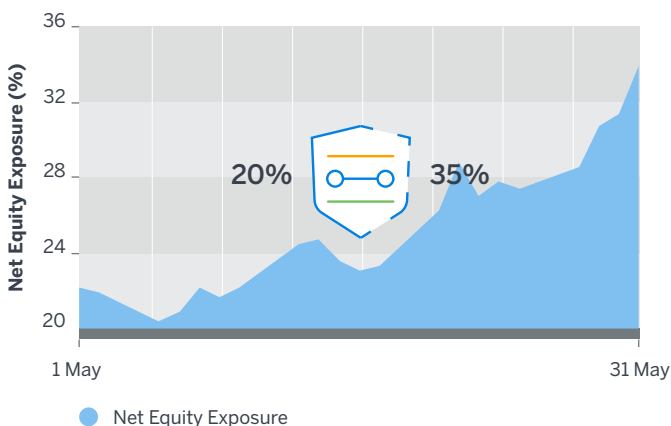 Net Equity Exposure (%)
36
32
28
24
20
20%
35%
1 May
31 May
Net Equity Exposure